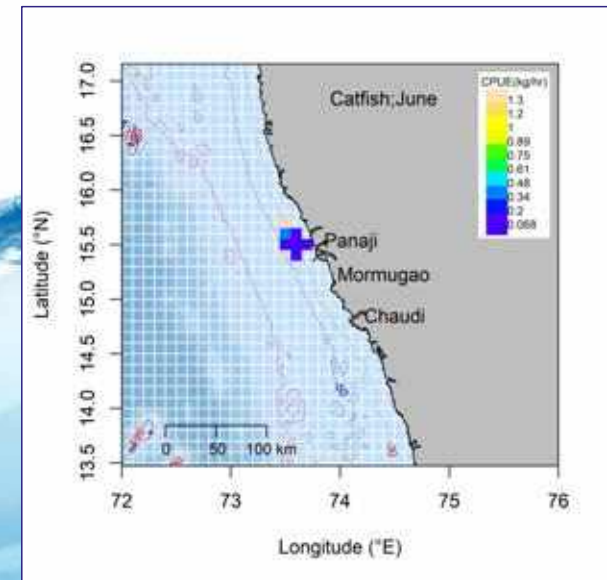 CPUE(kg/hr)
1.3
1.2
1
0.89
0.75
0.61
0.48
0.34
0.2
0.068
Catfish;June
Panaji
Mormugao
Chaudi
17.0
16.5
16.0
15.5
15.0
14.5
14.0
13.5
Latitude (°N)
0 50 100 km
72 73 74 75 76
Longitude (°E)